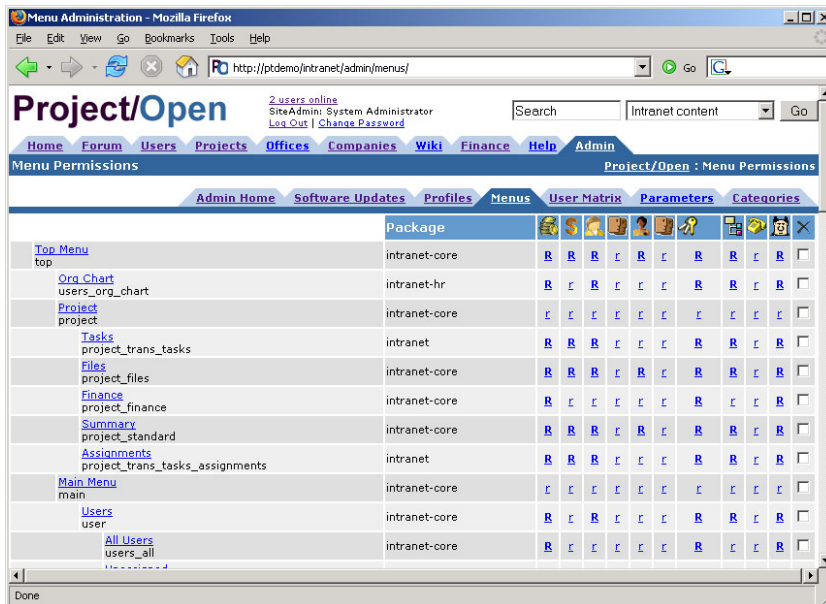 Menu Administration - Mozilla Firefox
File Edit View Go Bookmarks Tools Help
http://ptdemo/intranet/admin/menus/ Go G
Project/Open
2 users online
SiteAdmin: System Administrator
Log Out | Change Password
Search Intranet content Go
Home Forum Users Projects Offices Companies Wiki Finance Help Admin
Menu Permissions Project/Open : Menu Permissions
Admin Home Software Updates Profiles Menus User Matrix Parameters Categories
Package
Top Menu
top intranet-core R R R r R r R R r R
Org Chart
users_org_chart intranet-hr R r R r r r R R r R
Project
project intranet-core r r r r r r r r r r
Tasks
project_trans_tasks intranet R R R r r r R R r R
Files
project_files intranet-core R R R r R r R R r R
Finance
project_finance intranet-core R r r r r r R r r R
Summary
project_standard intranet-core R R R r R r R R r R
Assignments
project_trans_tasks_assignments intranet R R R r r r R R r R
Main Menu
main intranet-core r r r r r r r r r r
Users
user intranet-core R r R r r r R R r R
All Users
users_all intranet-core R r r r r r R r r R
Done